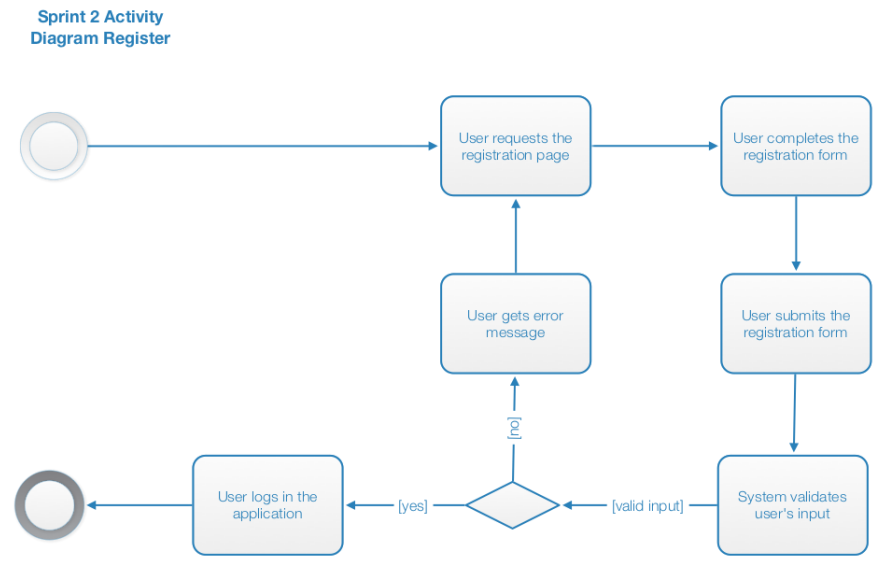 Sprint 2 Activity
Diagram Register
User requests the
registration page
User completes the
registration form
User gets error
message
User submits the
registration form
[no]
User logs in the
application
[yes]
[valid input]
System validates
user's input